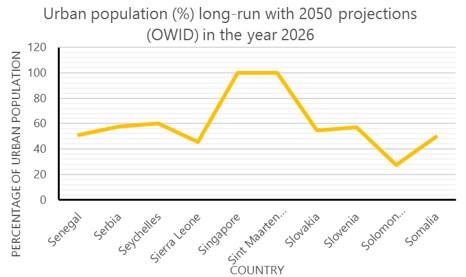 Urban population (%) long-run with 2050 projections
(OWID) in the year 2026
PERCENTAGE OF URBAN POPULATION
120
100
80
60
40
20
0
Senegal
Serbia
Seychelles
Sierra Leone
Singapore
Sint Maarten...
Slovakia
Slovenia
Solomon...
Somalia
COUNTRY